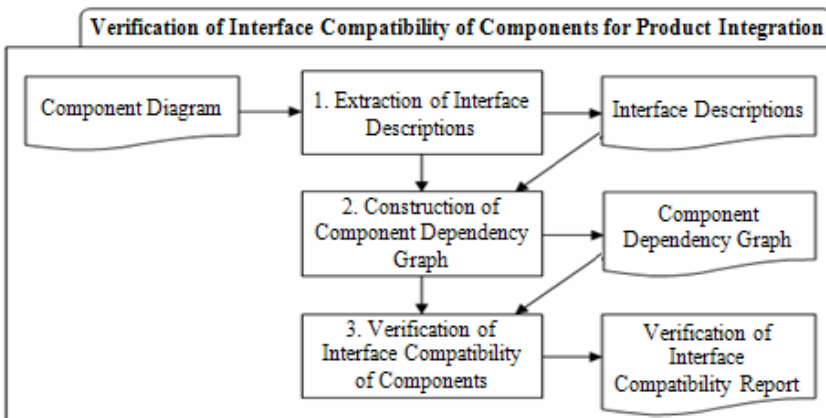 Verification of Interface Compatibility of Components for Product Integration
Component Diagram
1. Extraction of Interface
Descriptions
Interface Descriptions
2. Construction of
Component Dependency
Graph
Component
Dependency Graph
3. Verification of
Interface Compatibility
of Components
Verification of
Interface
Compatibility Report